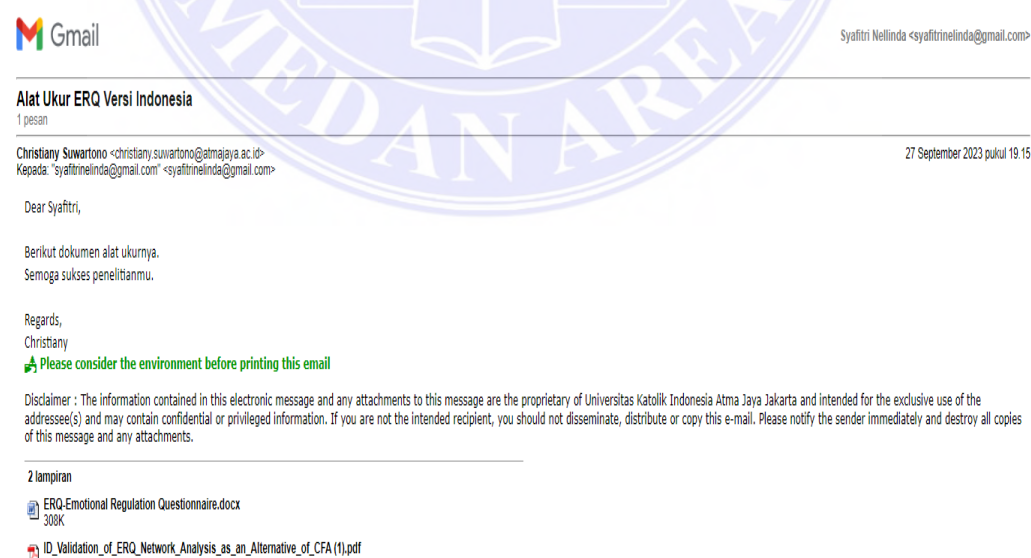 Gmail
Syafitri Nellinda <syafitrinelinda@gmail.com>
Alat Ukur ERQ Versi Indonesia
1 pesan
Christiany Suwartono <christiany.suwartono@atmajaya.ac.id>
27 September 2023 pukul 19.15
Kepada: "syafitrinelinda@gmail.com" <syafitrinelinda@gmail.com>
Dear Syafitri,
Berikut dokumen alat ukurnya.
Semoga sukses penelitianmu.
Regards,
Christiany
Please consider the environment before printing this email
Disclaimer : The information contained in this electronic message and any attachments to this message are the proprietary of Universitas Katolik Indonesia Atma Jaya Jakarta and intended for the exclusive use of the
addressee(s) and may contain confidential or privileged information. If you are not the intended recipient, you should not disseminate, distribute or copy this e-mail. Please notify the sender immediately and destroy all copies
of this message and any attachments.
2 lampiran
ERQ-Emotional Regulation Questionnaire.docx
308K
ID_Validation_of_ERQ_Network_Analysis_as_an_Alternative_of_CFA (1).pdf
MEDAN AREA